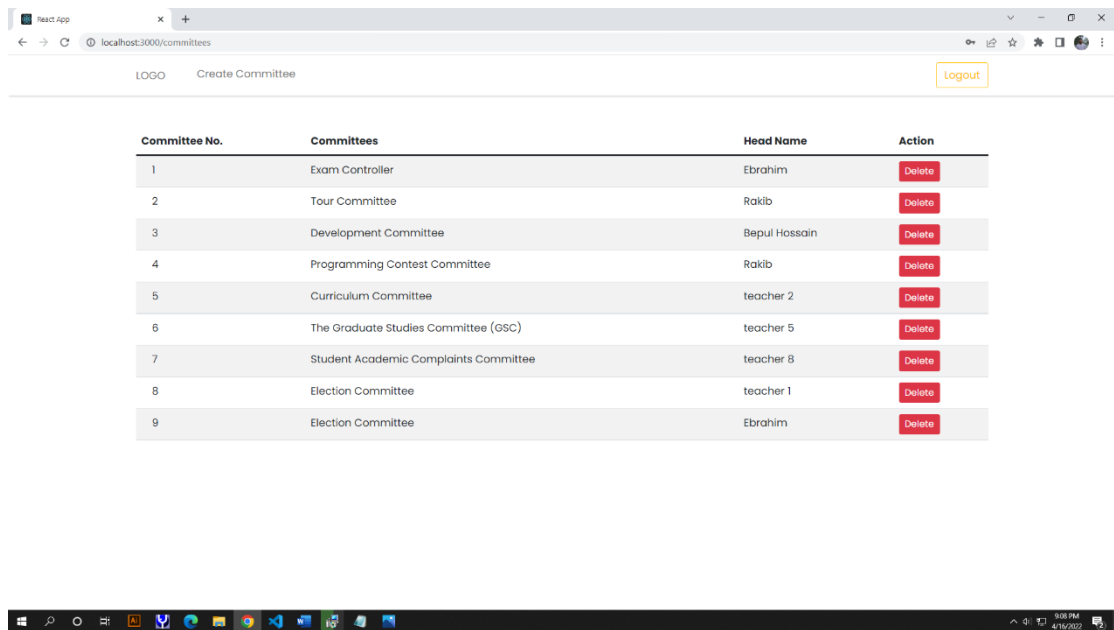 React App
localhost:3000/committees
LOGO Create Committee Logout
Committee No. Committees Head Name Action
1 Exam Controller Ebrahim Delete
2 Tour Committee Rakib Delete
3 Development Committee Bepul Hossain Delete
4 Programming Contest Committee Rakib Delete
5 Curriculum Committee teacher 2 Delete
6 The Graduate Studies Committee (GSC) teacher 5 Delete
7 Student Academic Complaints Committee teacher 8 Delete
8 Election Committee teacher 1 Delete
9 Election Committee Ebrahim Delete
9:08 PM
4/16/2022